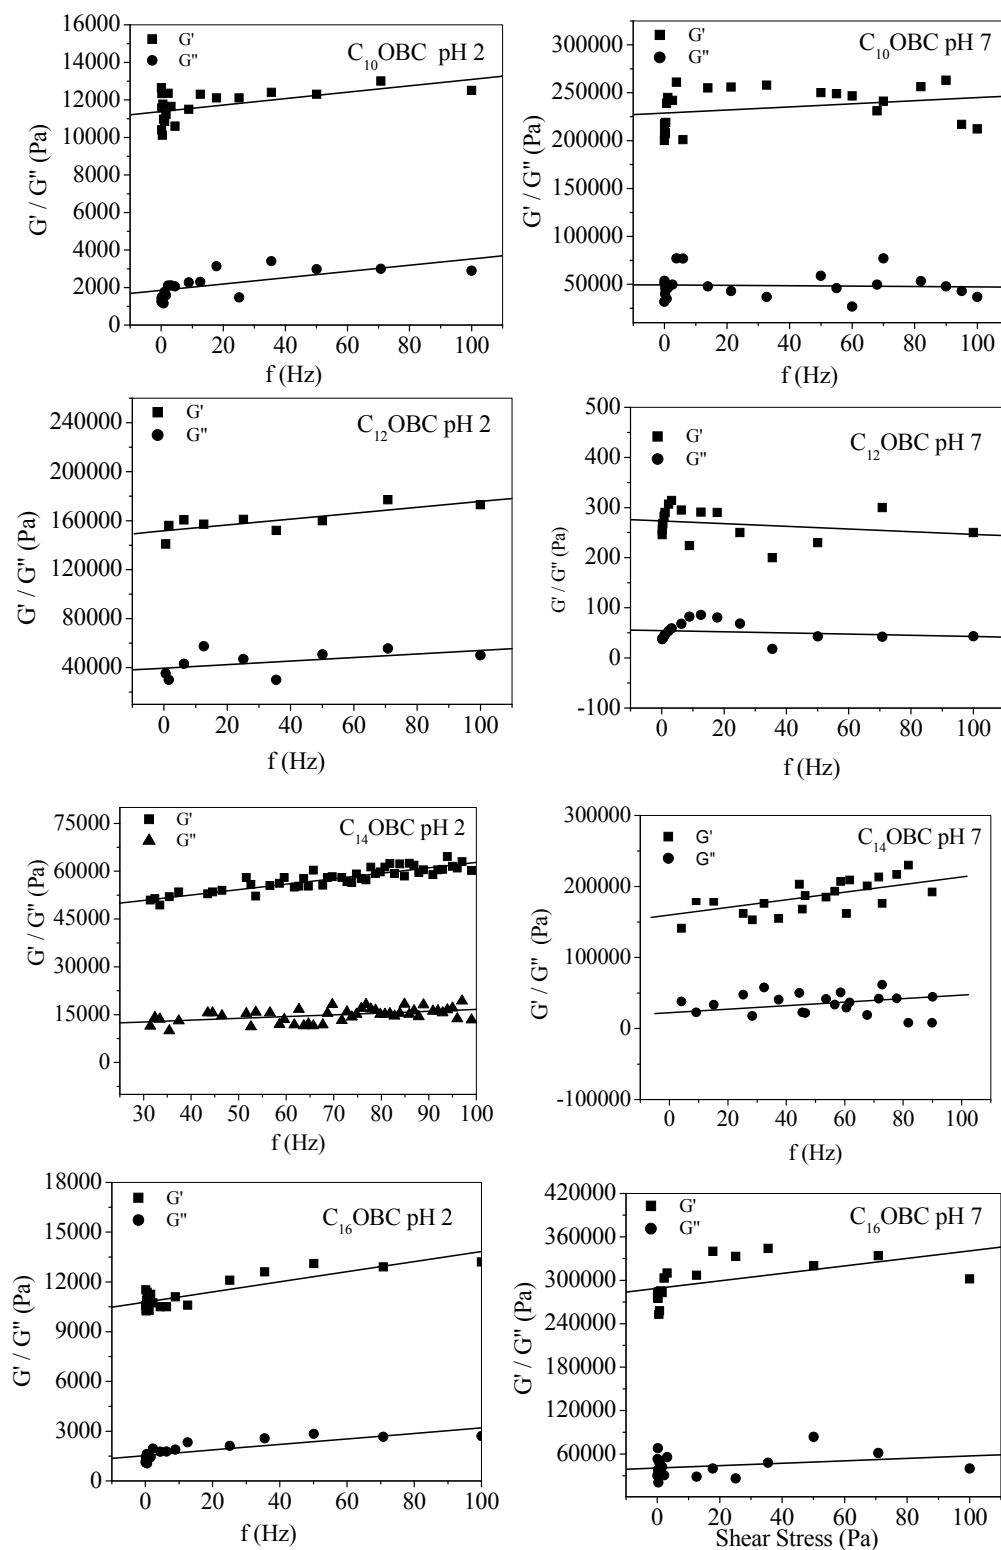 16000
14000
12000
10000
8000
6000
4000
2000
0
G' / G'' (Pa)
G'
G''
C10OBC pH 2
0 20 40 60 80 100
f (Hz)
300000
250000
200000
150000
100000
50000
0
G' / G'' (Pa)
G'
G''
C10OBC pH 7
0 20 40 60 80 100
f (Hz)
240000
200000
160000
120000
80000
40000
G' / G'' (Pa)
G'
G''
C12OBC pH 2
0 20 40 60 80 100
f (Hz)
500
400
300
200
100
0
-100
G' / G'' (Pa)
G'
G''
C12OBC pH 7
0 20 40 60 80 100
f (Hz)
75000
60000
45000
30000
15000
0
G' / G'' (Pa)
G'
G''
C14OBC pH 2
30 40 50 60 70 80 90 100
f (Hz)
300000
200000
100000
0
-100000
G' / G'' (Pa)
G'
G''
C14OBC pH 7
0 20 40 60 80 100
f (Hz)
18000
15000
12000
9000
6000
3000
0
G' / G'' (Pa)
G'
G''
C16OBC pH 2
0 20 40 60 80 100
f (Hz)
420000
360000
300000
240000
180000
120000
60000
G' / G'' (Pa)
G'
G''
C16OBC pH 7
0 20 40 60 80 100
Shear Stress (Pa)